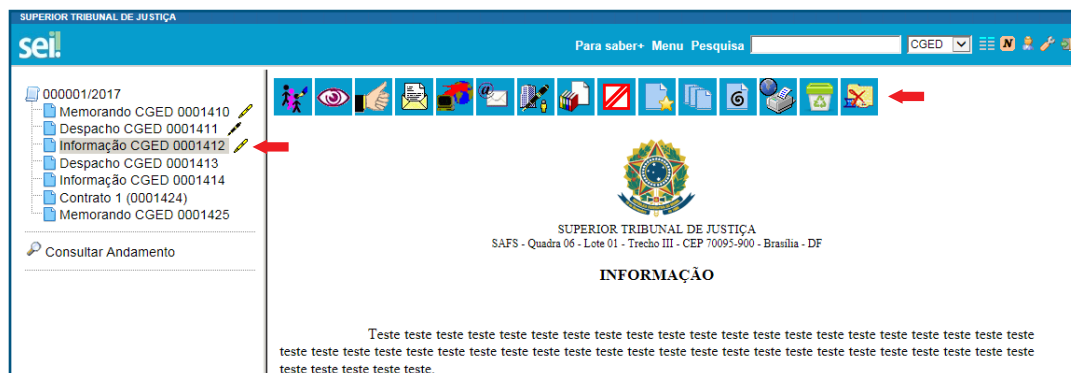 SUPERIOR TRIBUNAL DE JUSTIÇA
sei!
Para saber+ Menu Pesquisa
CGED
N
000001/2017
Memorando CGED 0001410
Despacho CGED 0001411
Informação CGED 0001412
Despacho CGED 0001413
Informação CGED 0001414
Contrato 1 (0001424)
Memorando CGED 0001425
Consultar Andamento
SUPERIOR TRIBUNAL DE JUSTIÇA
SAFS - Quadra 06 - Lote 01 - Trecho III - CEP 70095-900 - Brasília - DF
INFORMAÇÃO
Teste teste teste teste teste teste teste teste teste teste teste teste teste teste teste teste teste teste teste teste teste
teste teste teste teste teste teste teste teste teste teste teste teste teste teste teste teste teste teste teste teste teste teste teste teste
teste teste teste teste teste.